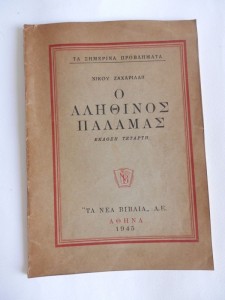 ΤΑ ΣΗΜΕΡΙΝΑ ΠΡΟΒΛΗΜΑΤΑ
ΝΙΚΟΥ ΖΑΧΑΡΙΑΔΗ
Ο
ΑΛΗΘΙΝΟΣ
ΠΑΛΑΜΑΣ
ΕΚΔΟΣΗ ΤΕΤΑΡΤΗ
"ΤΑ ΝΕΑ ΒΙΒΛΙΑ„ Α.Ε.
ΑΘΗΝΑ
1945